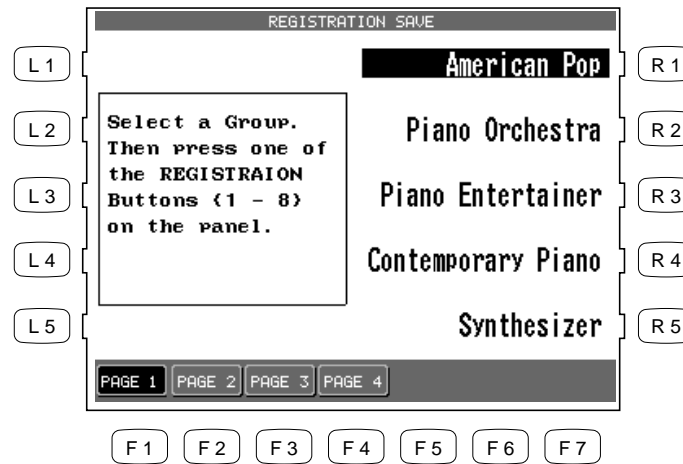 REGISTRATION SAVE
L 1
American Pop
R 1
L 2
Select a Group.
Then press one of
the REGISTRAION
Buttons (1 - 8)
on the panel.
Piano Orchestra
R 2
L 3
Piano Entertainer
R 3
L 4
Contemporary Piano
R 4
L 5
Synthesizer
R 5
PAGE 1 PAGE 2 PAGE 3 PAGE 4
F 1 F 2 F 3 F 4 F 5 F 6 F 7